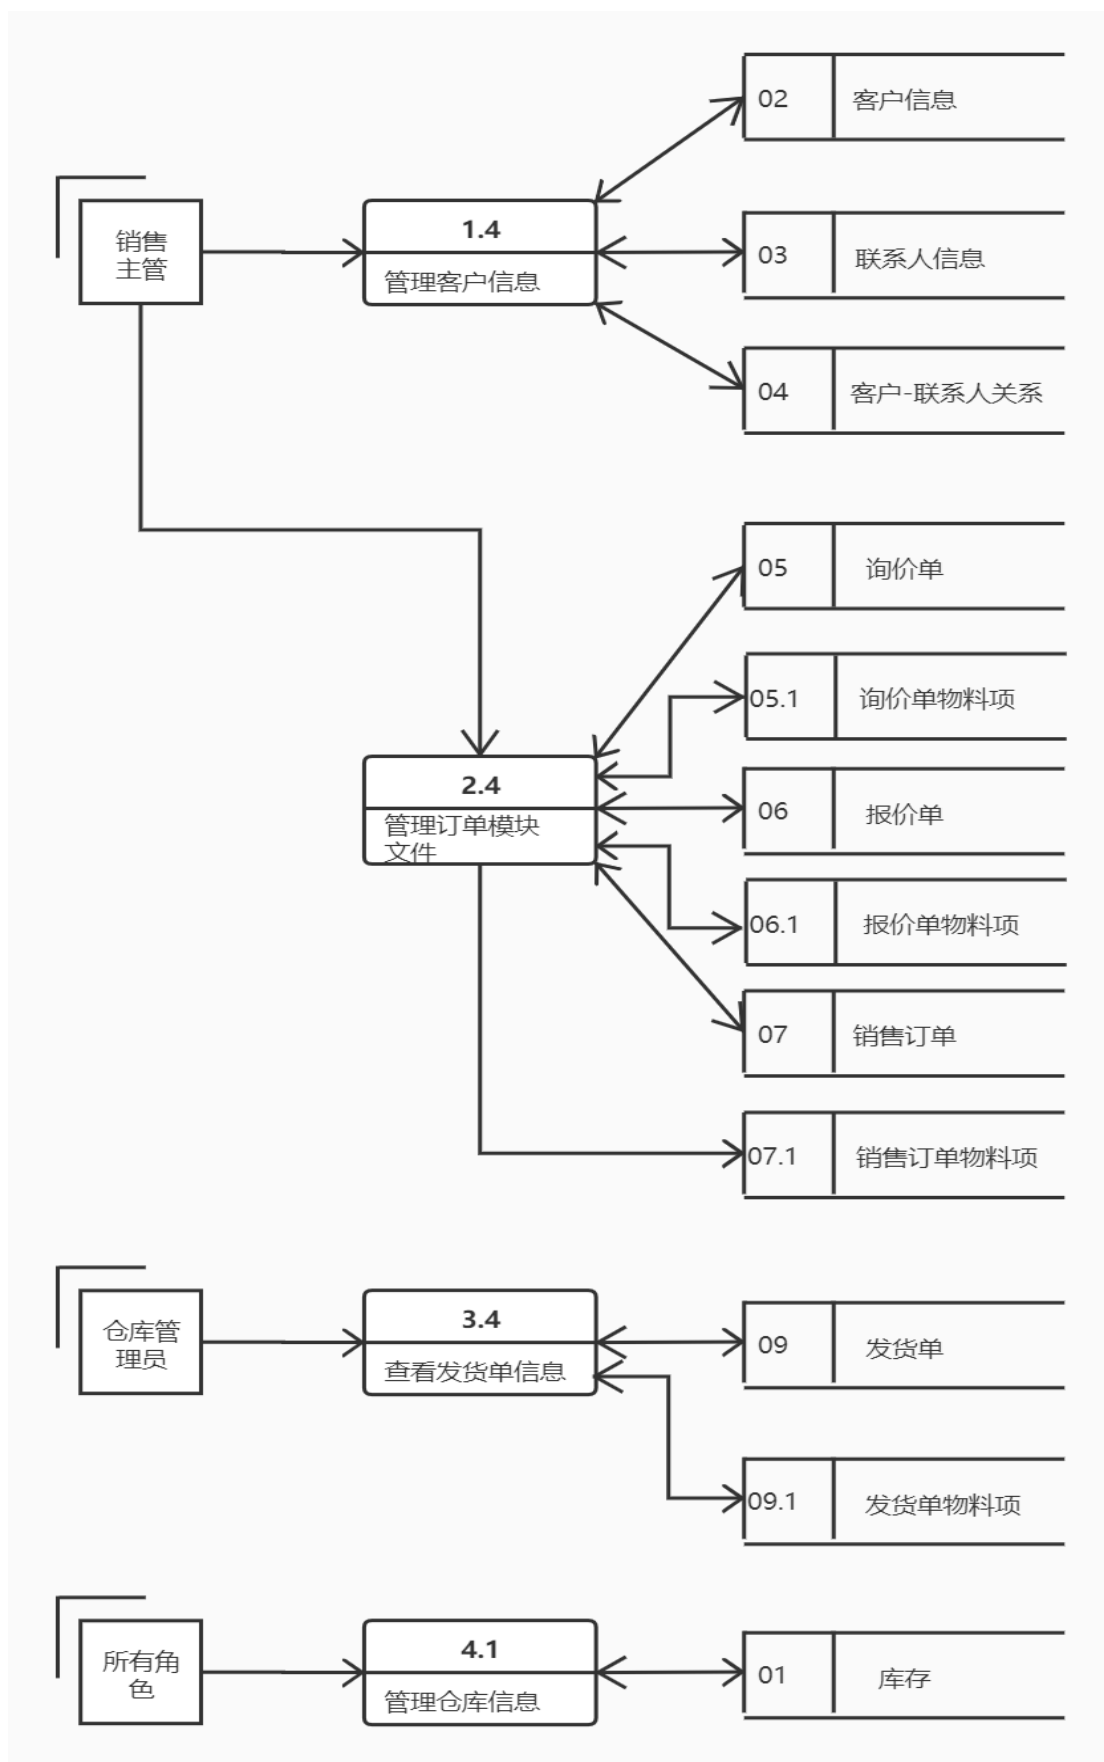 02
客户信息
销售
主管
1.4
管理客户信息
03
联系人信息
04
客户-联系人关系
05
询价单
05.1
询价单物料项
2.4
管理订单模块
文件
06
报价单
06.1
报价单物料项
07
销售订单
07.1
销售订单物料项
仓库管
理员
3.4
查看发货单信息
09
发货单
09.1
发货单物料项
所有角
色
4.1
管理仓库信息
01
库存